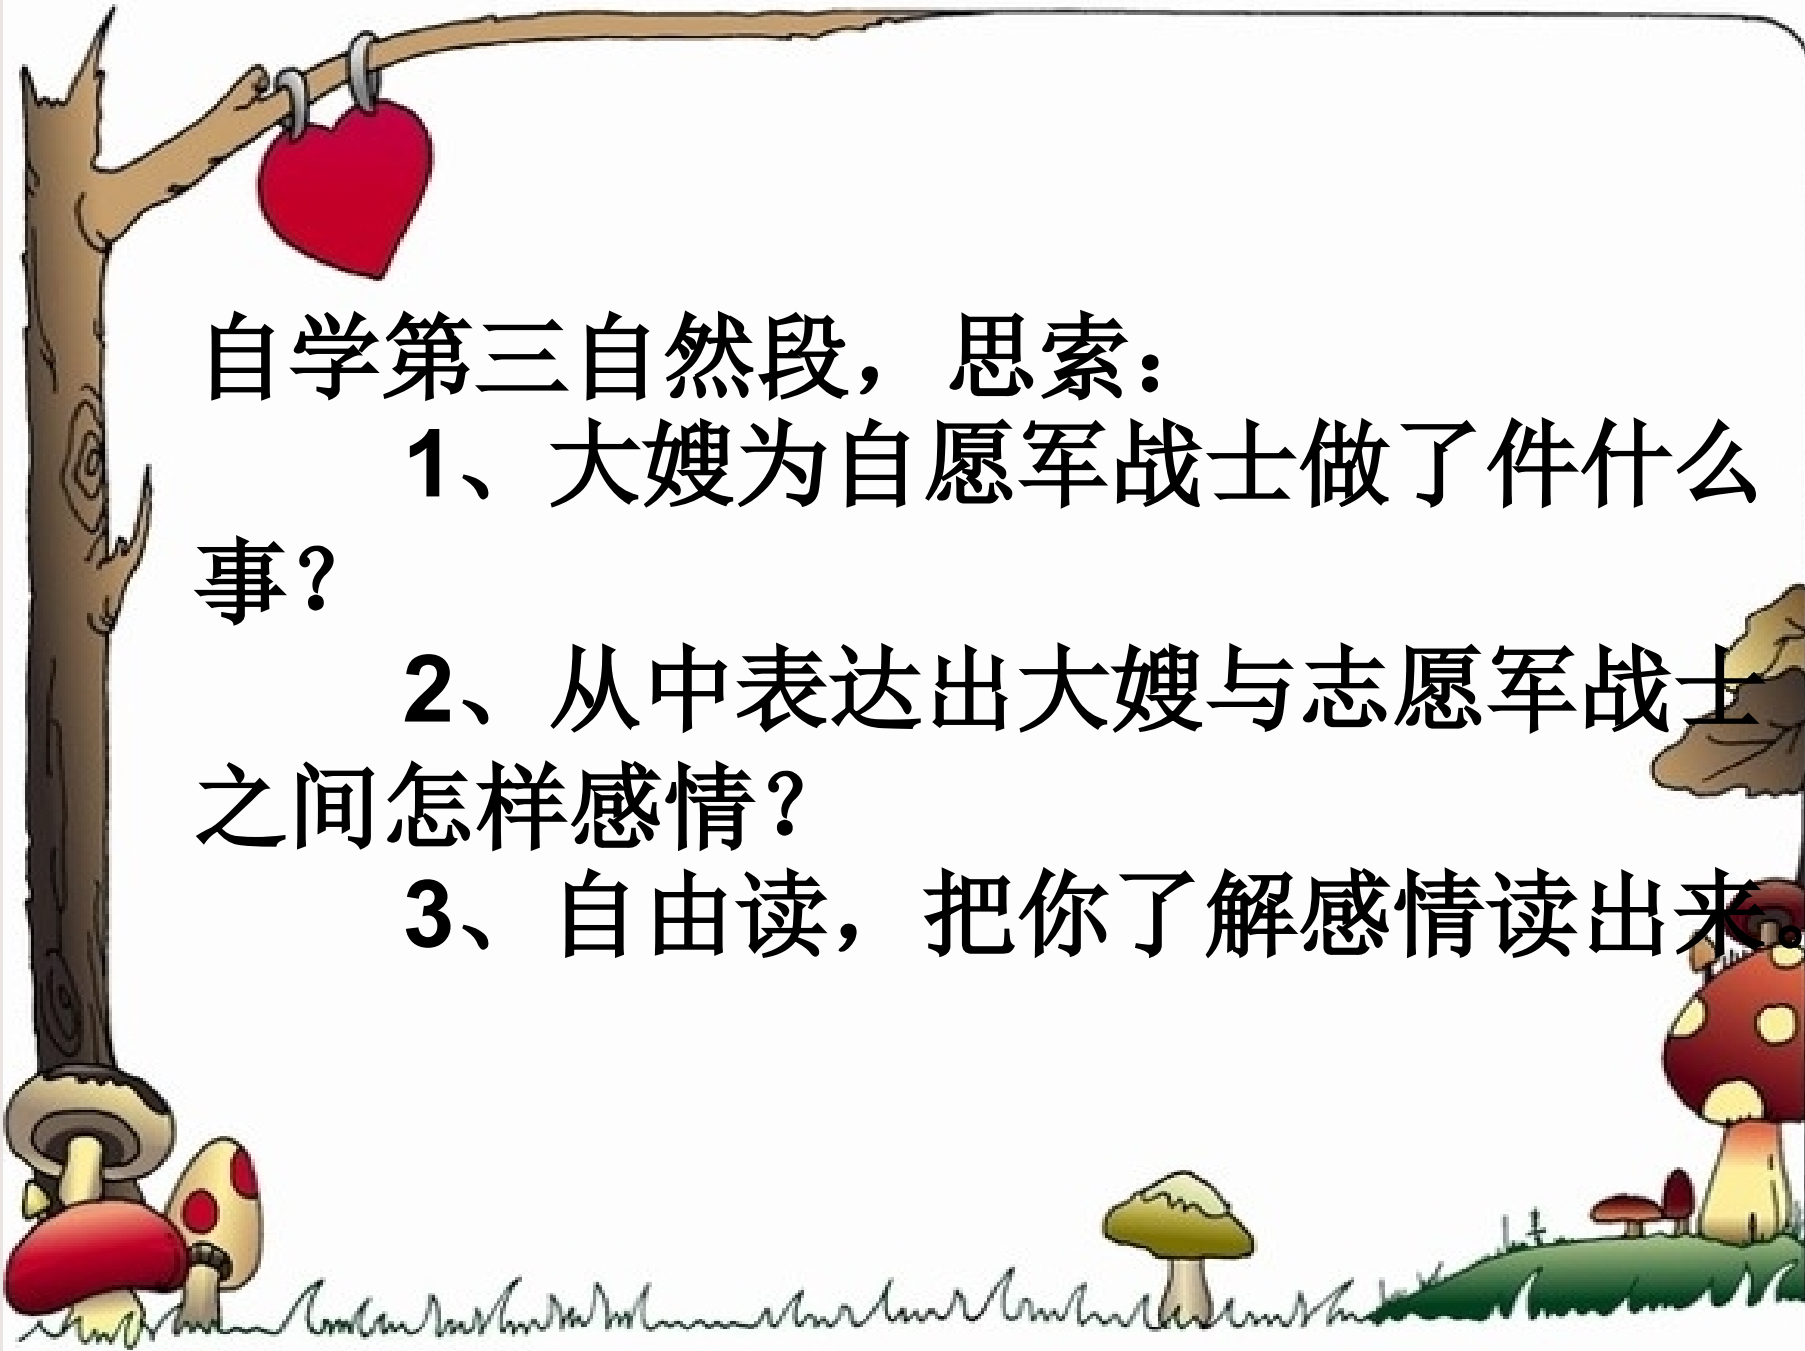 自学第三自然段，思索：
1、大嫂为自愿军战士做了件什么
事？
2、从中表达出大嫂与志愿军战士
之间怎样感情？
3、自由读，把你了解感情读出来。